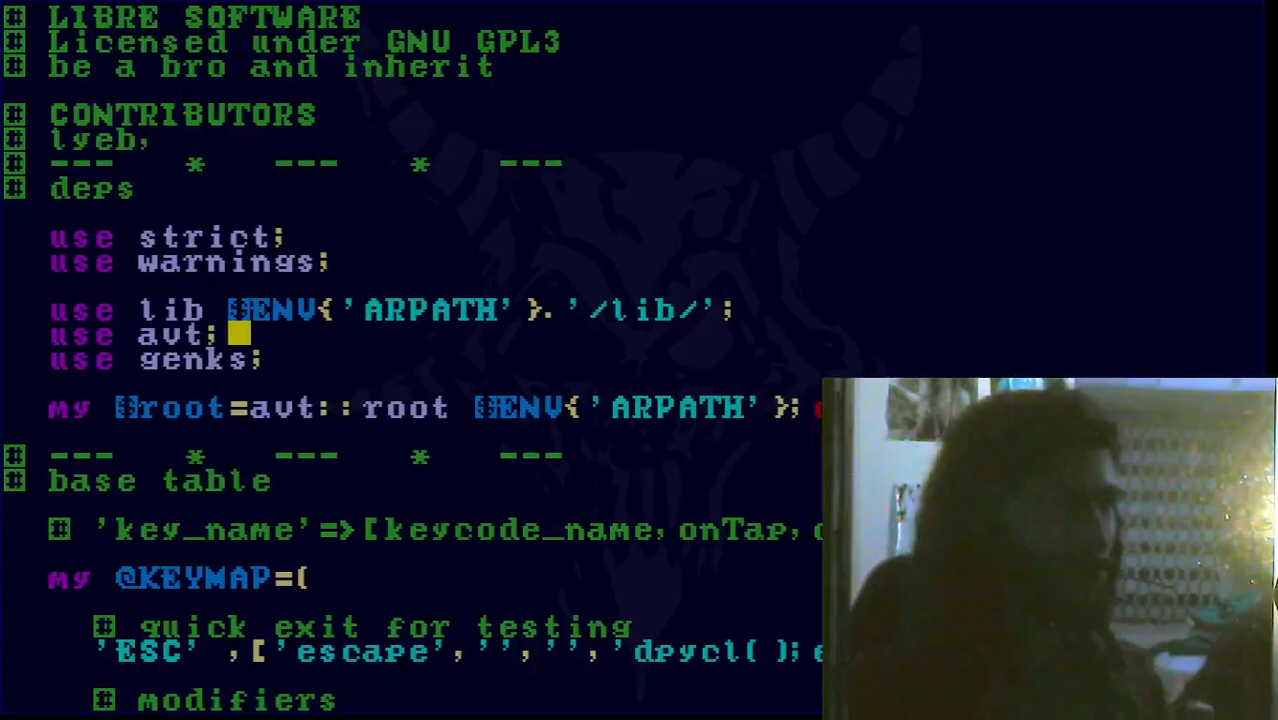 # LIBRE SOFTWARE
# Licensed under GNU GPL3
# be a bro and inherit
# CONTRIBUTORS
# lyeb,
# --- * --- * ---
# deps
use strict;
use warnings;
use lib $ENV{'ARPATH'}.'/lib/';
use avt;
use genks;
my $root=avt::root $ENV{'ARPATH'};
# --- * --- * ---
# base table
# 'key_name'=>[keycode_name,onTap,
my @KEYMAP=(
# quick exit for testing
'ESC' ,['escape','','','dpycl();
# modifiers